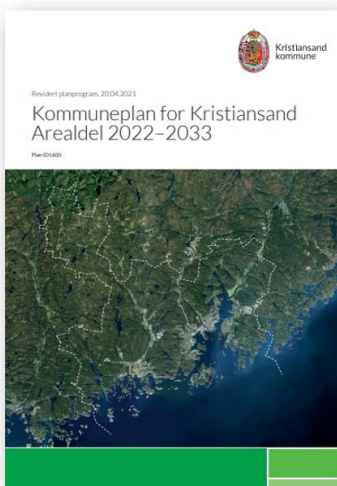 Kristiansand
kommune
Revidert planprogram, 20.04.2021
Kommuneplan for Kristiansand
Arealdel 2022–2033
Plan ID1600